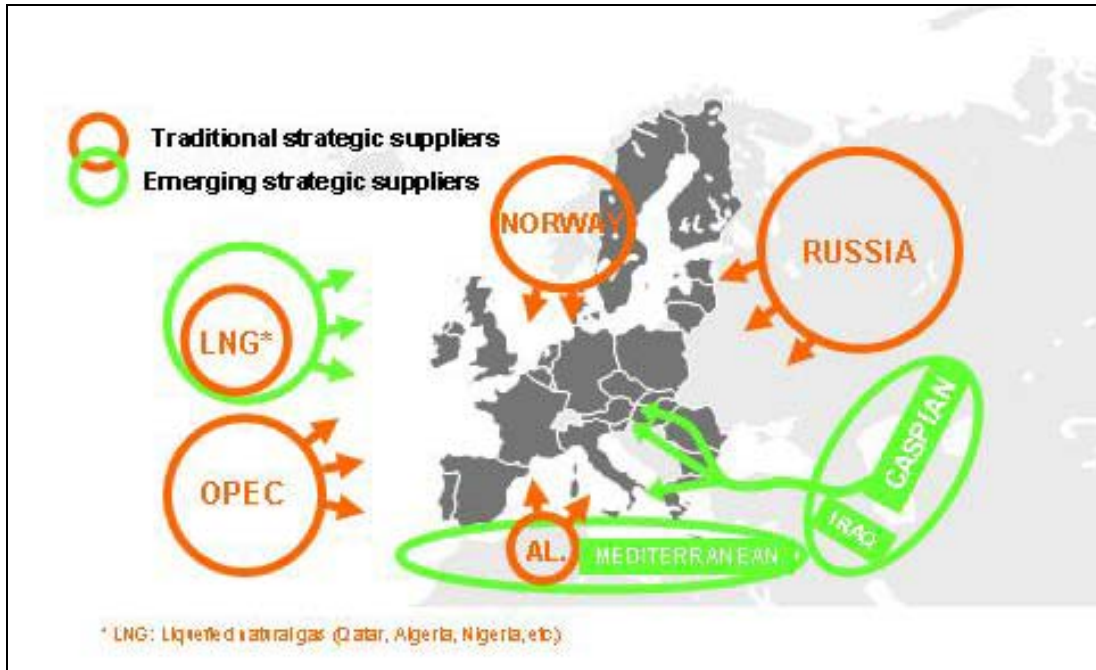 Traditional strategic suppliers
Emerging strategic suppliers
NORWAY
RUSSIA
LNG*
CASPIAN
OPEC
IRAQ
AL.
MEDITERRANEAN
* LNG: Liquefied natural gas (Qatar, Algeria, Nigeria, etc)